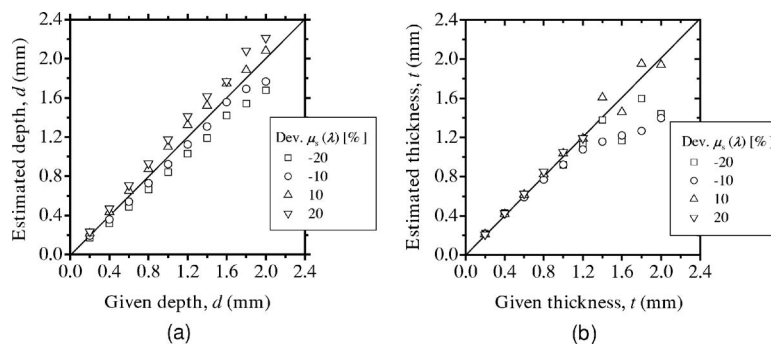 Estimated depth, d (mm)
2.4
2.0
1.6
1.2
0.8
0.4
0.0
0.0 0.4 0.8 1.2 1.6 2.0 2.4
Given depth, d (mm)
Dev. μs (λ) [%]
-20
-10
10
20
(a)
Estimated thickness, t (mm)
2.4
2.0
1.6
1.2
0.8
0.4
0.0
0.0 0.4 0.8 1.2 1.6 2.0 2.4
Given thickness, t (mm)
Dev. μs (λ) [%]
-20
-10
10
20
(b)